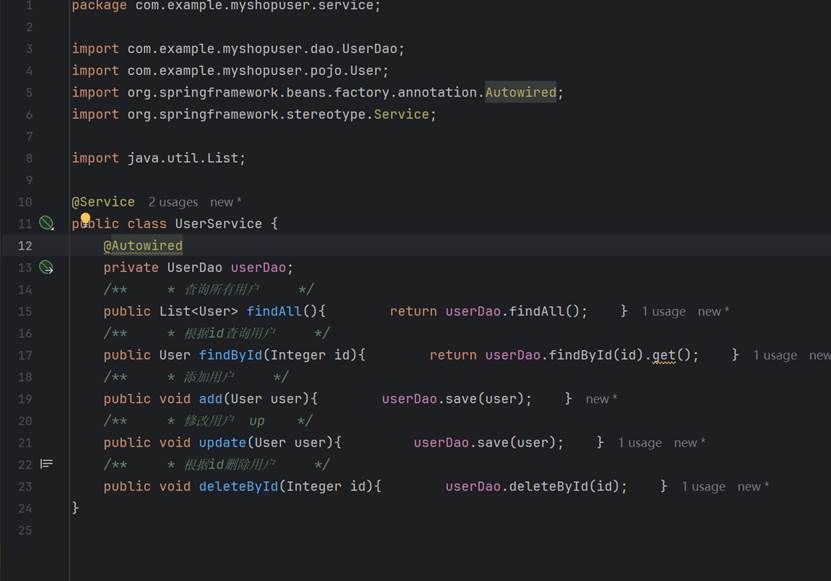 1 package com.example.myshopuser.service;
2
3 import com.example.myshopuser.dao.UserDao;
4 import com.example.myshopuser.pojo.User;
5 import org.springframework.beans.factory.annotation.Autowired;
6 import org.springframework.stereotype.Service;
7
8 import java.util.List;
9
10 @Service 2 usages new *
11 public class UserService {
12 @Autowired
13 private UserDao userDao;
14 /** * 查询所有用户 */
15 public List<User> findAll(){ return userDao.findAll(); } 1 usage new *
16 /** * 根据id查询用户 */
17 public User findById(Integer id){ return userDao.findById(id).get(); } 1 usage new
18 /** * 添加用户 */
19 public void add(User user){ userDao.save(user); } new *
20 /** * 修改用户 up */
21 public void update(User user){ userDao.save(user); } 1 usage new *
22 /** * 根据id删除用户 */
23 public void deleteById(Integer id){ userDao.deleteById(id); } 1 usage new *
24 }
25